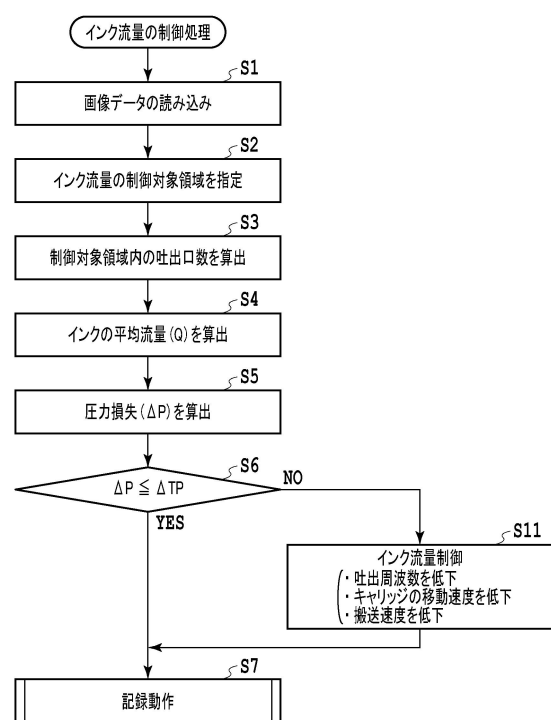 インク流量の制御処理
S1
画像データの読み込み
S2
インク流量の制御対象領域を指定
S3
制御対象領域内の吐出口数を算出
S4
インクの平均流量(Q)を算出
S5
圧力損失(ΔP)を算出
S6
ΔP ≦ ΔTP
NO
YES
S11
インク流量制御
・吐出周波数を低下
・キャリッジの移動速度を低下
・搬送速度を低下
S7
記録動作